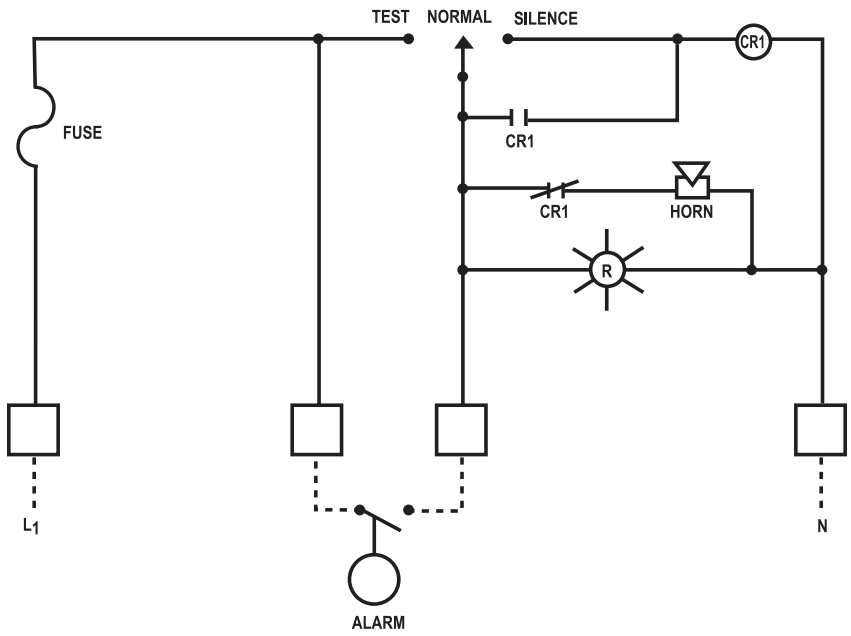 TEST NORMAL SILENCE
CR1
FUSE
CR1
CR1
HORN
R
L1
N
ALARM